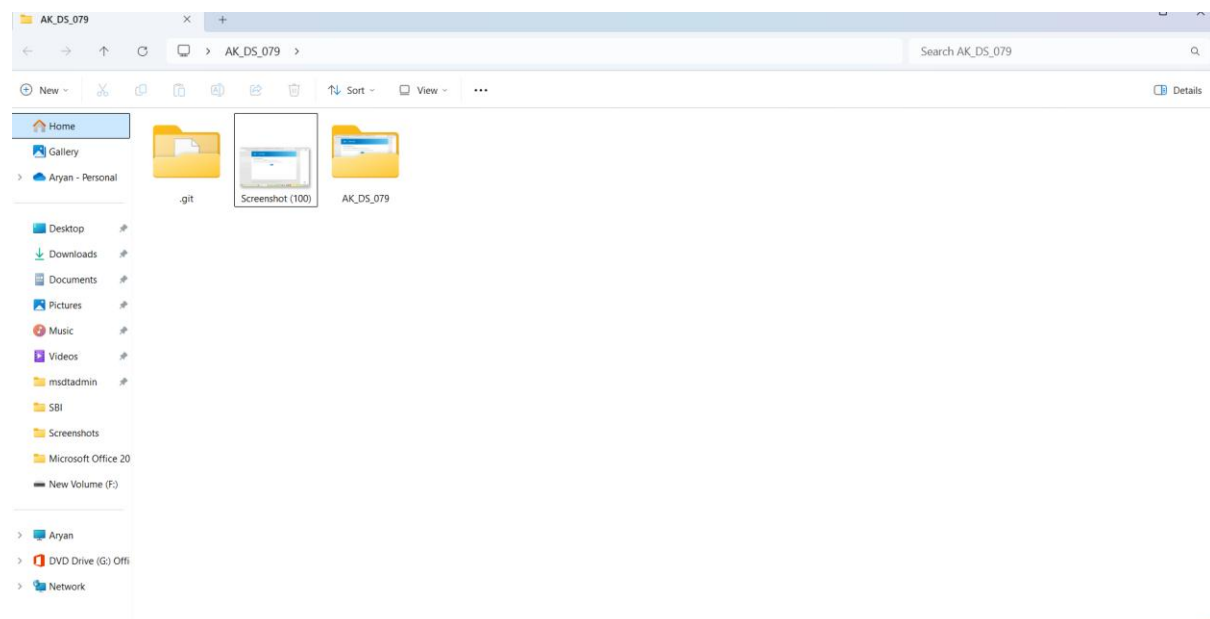 AK_DS_079
AK_DS_079
Search AK_DS_079
New
Sort
View
Details
Home
Gallery
Aryan - Personal
Desktop
Downloads
Documents
Pictures
Music
Videos
msdtadmin
SBI
Screenshots
Microsoft Office 20
New Volume (F:)
Aryan
DVD Drive (G:) Offi
Network
.git
Screenshot (100)
AK_DS_079